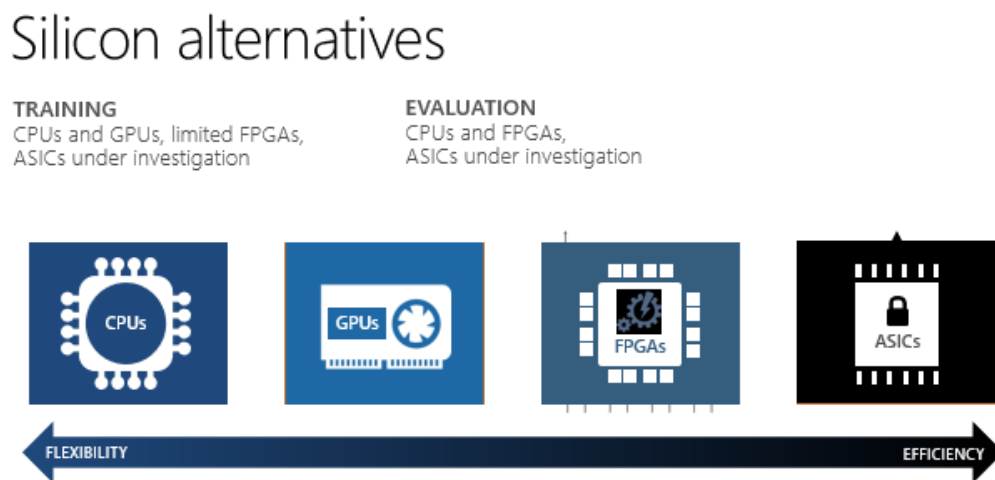 Silicon alternatives
TRAINING
CPUs and GPUs, limited FPGAs,
ASICs under investigation
EVALUATION
CPUs and FPGAs,
ASICs under investigation
CPUs
GPUs
FPGAs
ASICs
FLEXIBILITY
EFFICIENCY